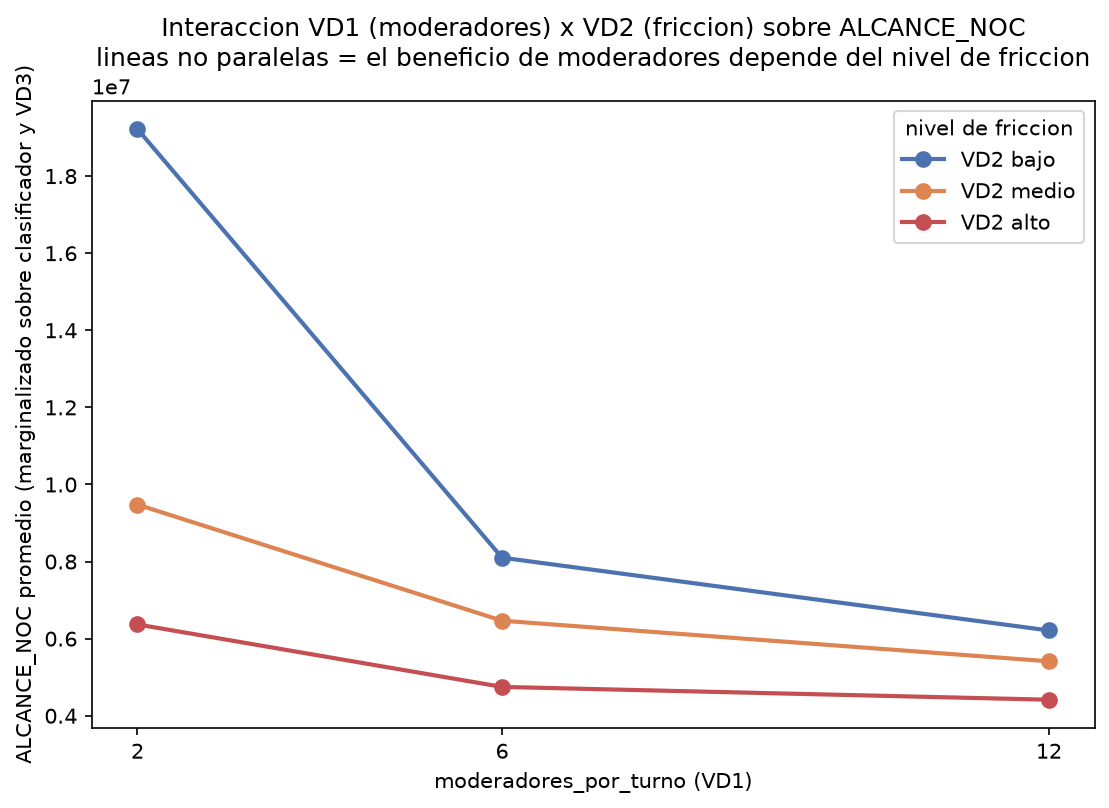 Interaccion VD1 (moderadores) x VD2 (friccion) sobre ALCANCE_NOC
lineas no paralelas = el beneficio de moderadores depende del nivel de friccion
1e7
ALCANCE_NOC promedio (marginalizado sobre clasificador y VD3)
1.8
1.6
1.4
1.2
1.0
0.8
0.6
0.4
nivel de friccion
VD2 bajo
VD2 medio
VD2 alto
2
6
12
moderadores_por_turno (VD1)